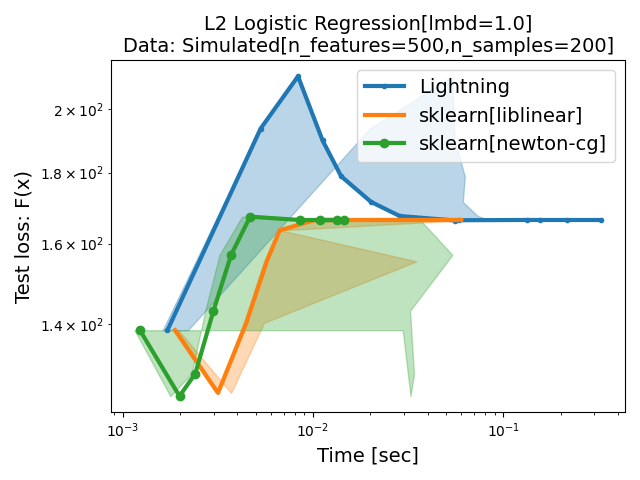 L2 Logistic Regression[lmbd=1.0]
Data: Simulated[n_features=500,n_samples=200]
Lightning
sklearn[liblinear]
sklearn[newton-cg]
Test loss: F(x)
2 × 10²
1.8 × 10²
1.6 × 10²
1.4 × 10²
10⁻³
10⁻²
10⁻¹
Time [sec]